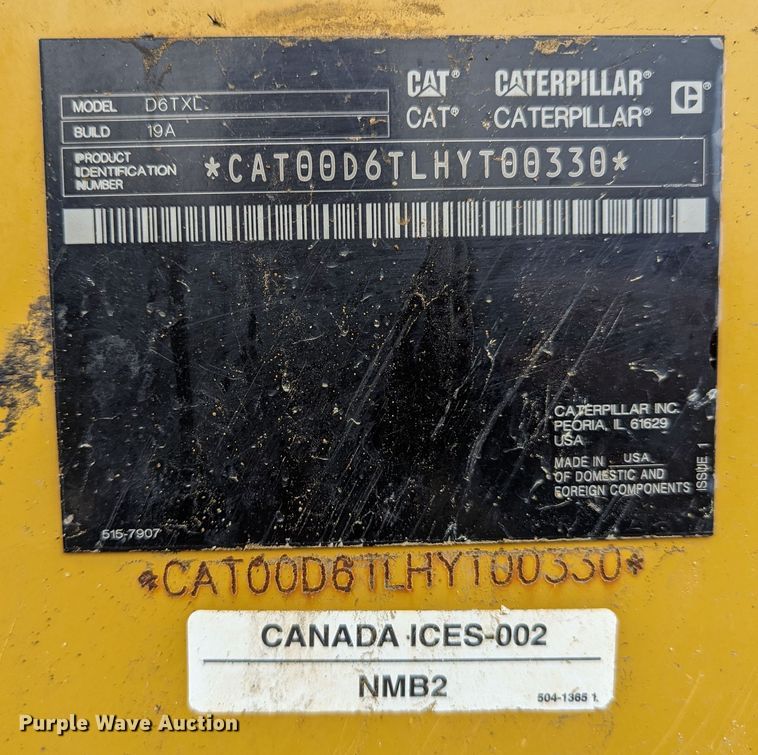 CAT® CATERPILLAR®
CAT® CATERPILLAR®
MODEL D6TXL
BUILD 19A
PRODUCT
IDENTIFICATION
NUMBER
*CAT00D6TLHYT00330*
CATERPILLAR INC.
PEORIA, IL 61629
USA
MADE IN USA
OF DOMESTIC AND
FOREIGN COMPONENTS
ISSUE 1
515-7907
*CAT00D6TLHYT00330*
CANADA ICES-002
NMB2
504-1365 1
Purple Wave Auction